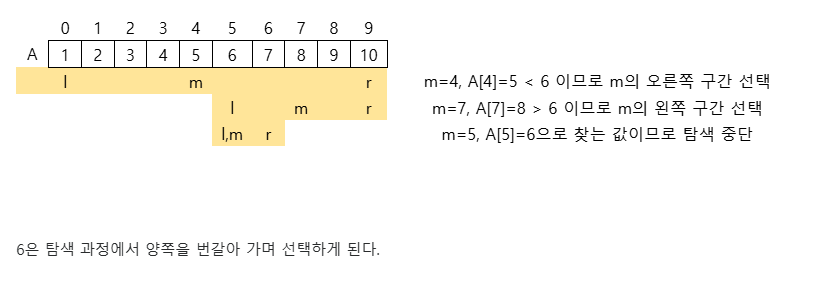 0 1 2 3 4 5 6 7 8 9
A 1 2 3 4 5 6 7 8 9 10
l m r m=4, A[4]=5 < 6 이므로 m의 오른쪽 구간 선택
l m r m=7, A[7]=8 > 6 이므로 m의 왼쪽 구간 선택
l,m r m=5, A[5]=6으로 찾는 값이므로 탐색 중단
6은 탐색 과정에서 양쪽을 번갈아 가며 선택하게 된다.